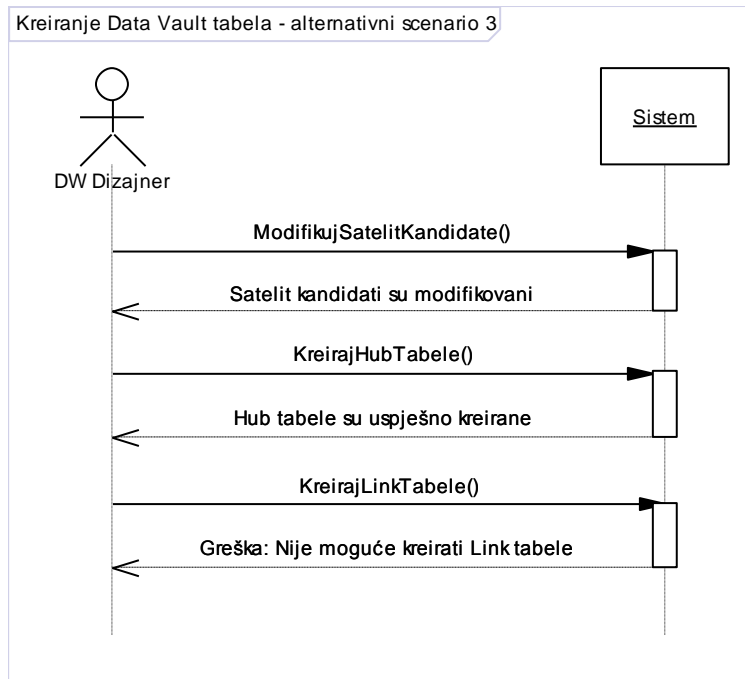 Kreiranje Data Vault tabela - alternativni scenario 3
Sistem
DW Dizajner
ModifikujSatelitKandidate()
Satelit kandidati su modifikovani
KreirajHubTabele()
Hub tabele su uspješno kreirane
KreirajLinkTabele()
Greška: Nije moguće kreirati Link tabele